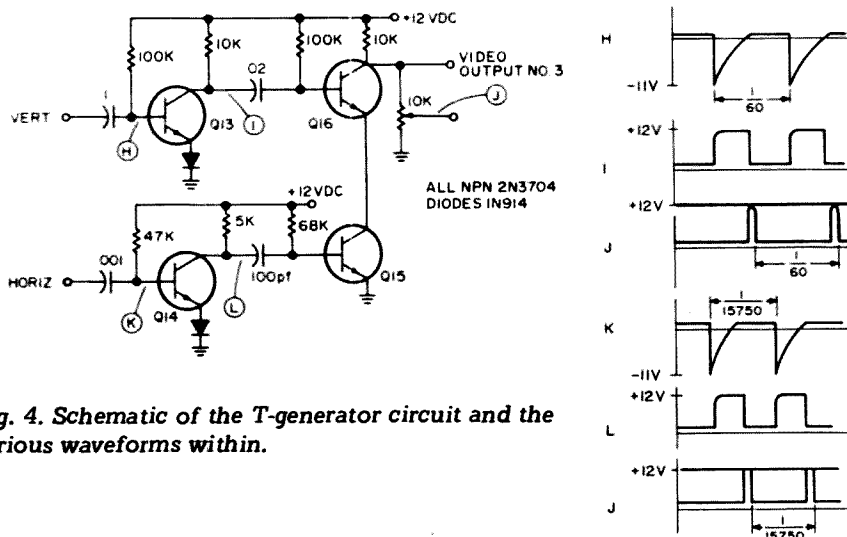 +12 VDC
100K
10K
100K
10K
02
VIDEO
OUTPUT NO. 3
1
VERT
H
Q13
I
Q16
10K
J
+12VDC
ALL NPN 2N3704
DIODES IN914
47K
5K
68K
001
HORIZ
K
Q14
L
100pf
Q15
g. 4. Schematic of the T-generator circuit and the
rious waveforms within.
H
-11V
1
60
+12V
I
+12V
J
1
60
1
15750
K
-11V
+12V
L
+12V
J
1
15750